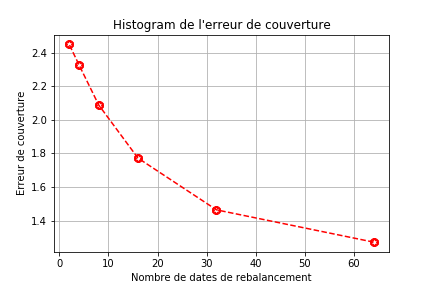 Histogram de l'erreur de couverture
Erreur de couverture
2.4
2.2
2.0
1.8
1.6
1.4
0 10 20 30 40 50 60
Nombre de dates de rebalancement